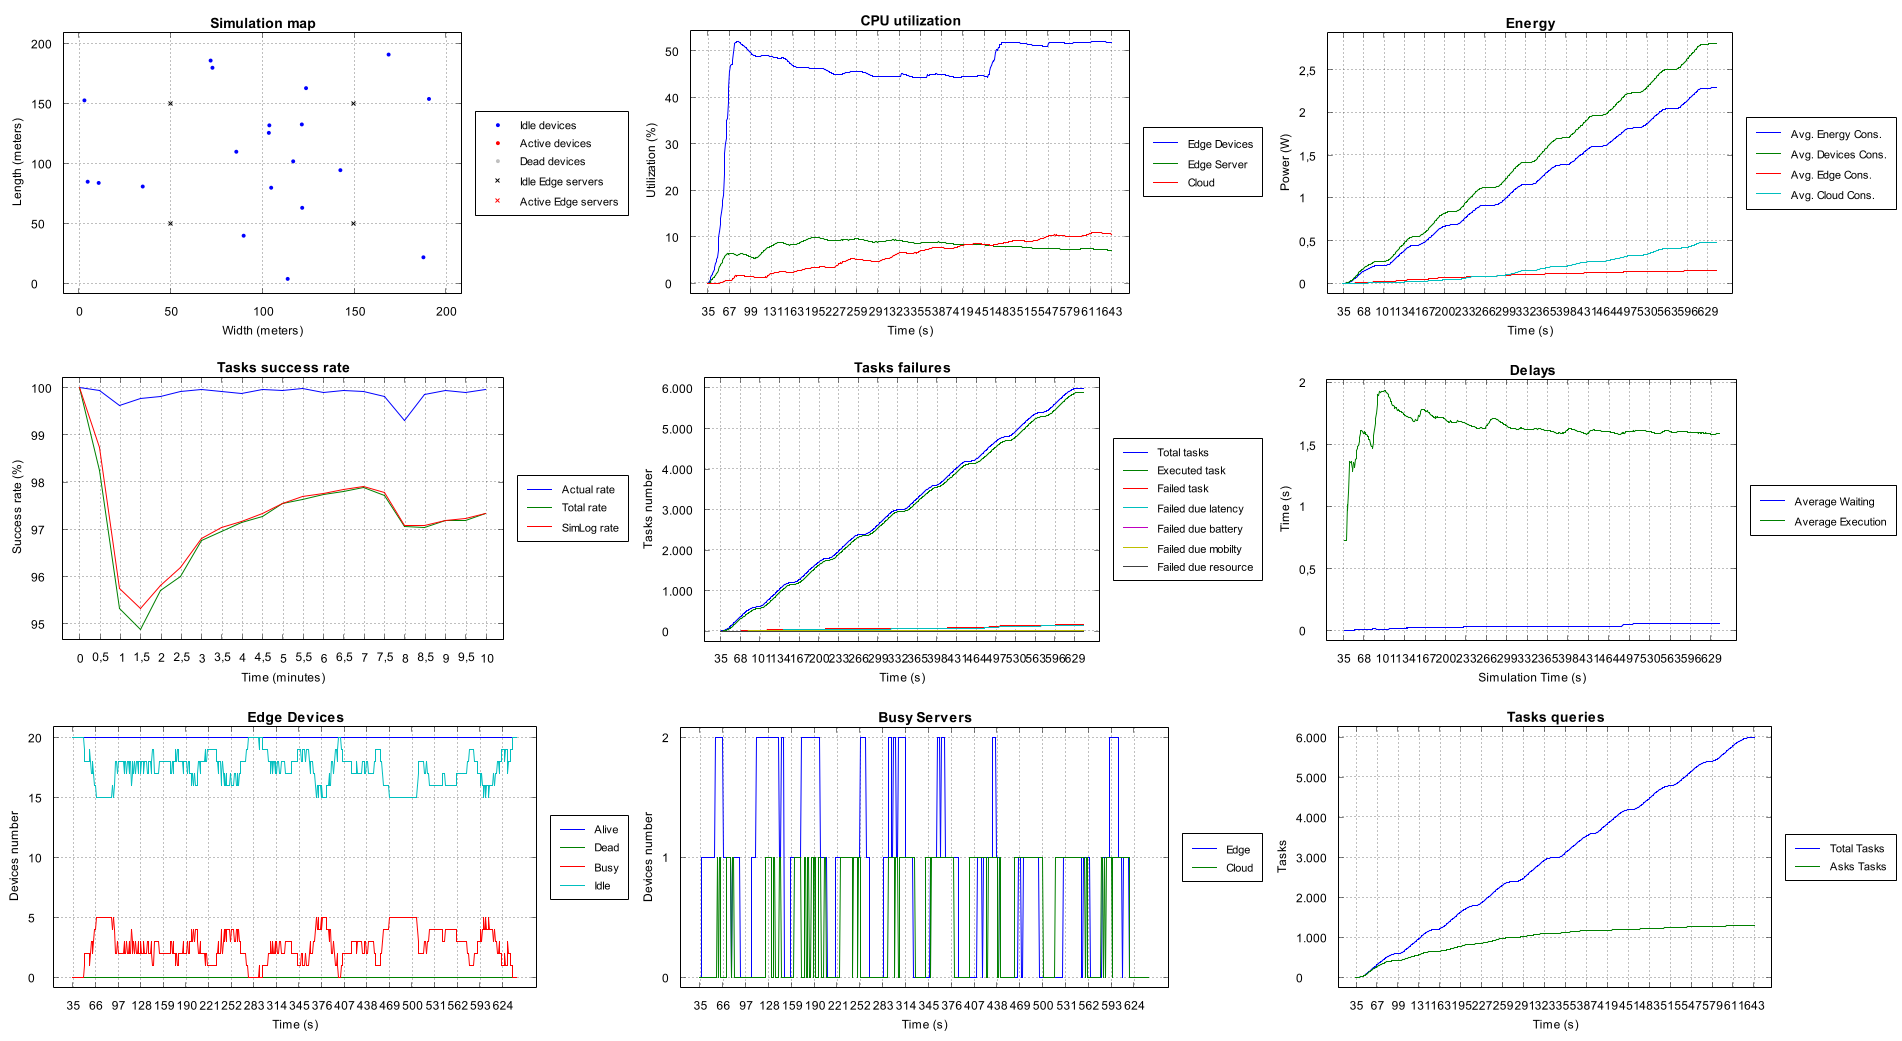 Simulation map
200
150
100
50
0
Length (meters)
0 50 100 150 200
Width (meters)
Idle devices
Active devices
Dead devices
Idle Edge servers
Active Edge servers
CPU utilization
50
40
30
20
10
0
Utilization (%)
Time (s)
Edge Devices
Edge Server
Cloud
Energy
2,5
2
1,5
1
0,5
0
Power (W)
Time (s)
Avg. Energy Cons.
Avg. Devices Cons.
Avg. Edge Cons.
Avg. Cloud Cons.
Tasks success rate
100
99
98
97
96
95
Success rate (%)
0 0,5 1 1,5 2 2,5 3 3,5 4 4,5 5 5,5 6 6,5 7 7,5 8 8,5 9 9,5 10
Time (minutes)
Actual rate
Total rate
SimLog rate
Tasks failures
6.000
5.000
4.000
3.000
2.000
1.000
0
Tasks number
Time (s)
Total tasks
Executed task
Failed task
Failed due latency
Failed due battery
Failed due mobilty
Failed due resource
Delays
2
1,5
1
0,5
0
Time (s)
Simulation Time (s)
Average Waiting
Average Execution
Edge Devices
20
15
10
5
0
Devices number
35 66 97 128 159 190 221 252 283 314 345 376 407 438 469 500 531 562 593 624
Time (s)
Alive
Dead
Busy
Idle
Busy Servers
2
1
0
Devices number
35 66 97 128 159 190 221 252 283 314 345 376 407 438 469 500 531 562 593 624
Time (s)
Edge
Cloud
Tasks queries
6.000
5.000
4.000
3.000
2.000
1.000
0
Tasks
Time (s)
Total Tasks
Asks Tasks